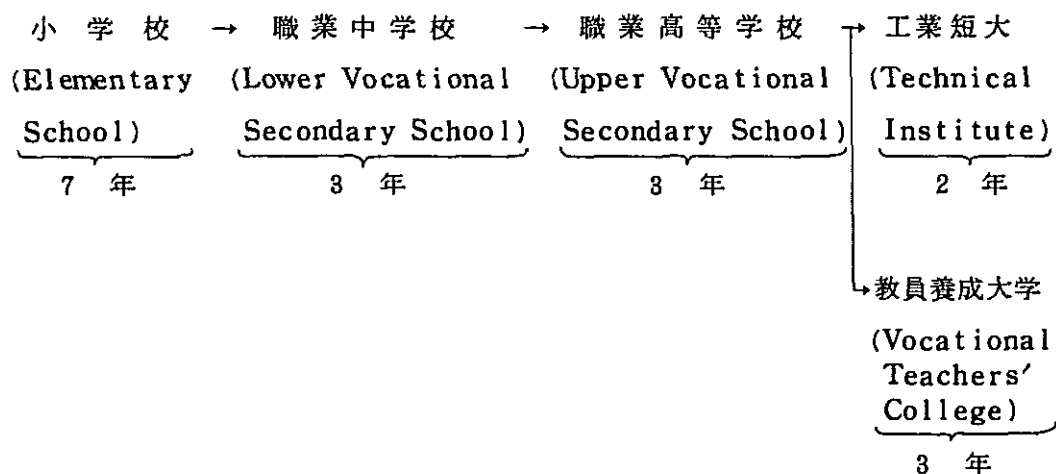 小学校 → 職業中学校 → 職業高等学校 → 工業短大
(Elementary (Lower Vocational (Upper Vocational (Technical
School) Secondary School) Secondary School) Institute)
7 年 3 年 3 年 2 年
→ 教員養成大学
(Vocational
Teachers'
College)
3 年